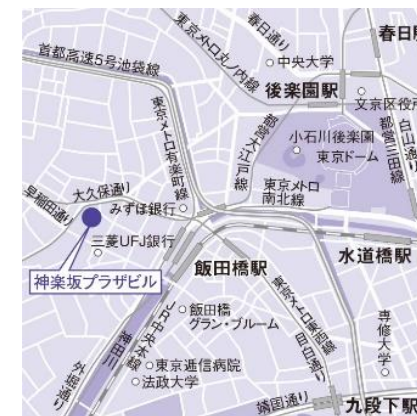 春日通り
春日駅
東京メトロ丸ノ内線
首都高速5号池袋線
中央大学
後楽園駅
文京区役所
白山通り
都営三田線
都営大江戸線
小石川後楽園
東京ドーム
東京メトロ有楽町線
東京メトロ
南北線
大久保通り
早稲田通り
みずほ銀行
三菱UFJ銀行
水道橋駅
飯田橋駅
神楽坂プラザビル
飯田橋
グラン・ブルーム
東京メトロ東西線
目白通り
専修大学
JR中央本線
神田川
外堀通り
東京逓信病院
法政大学
靖国通り
九段下駅